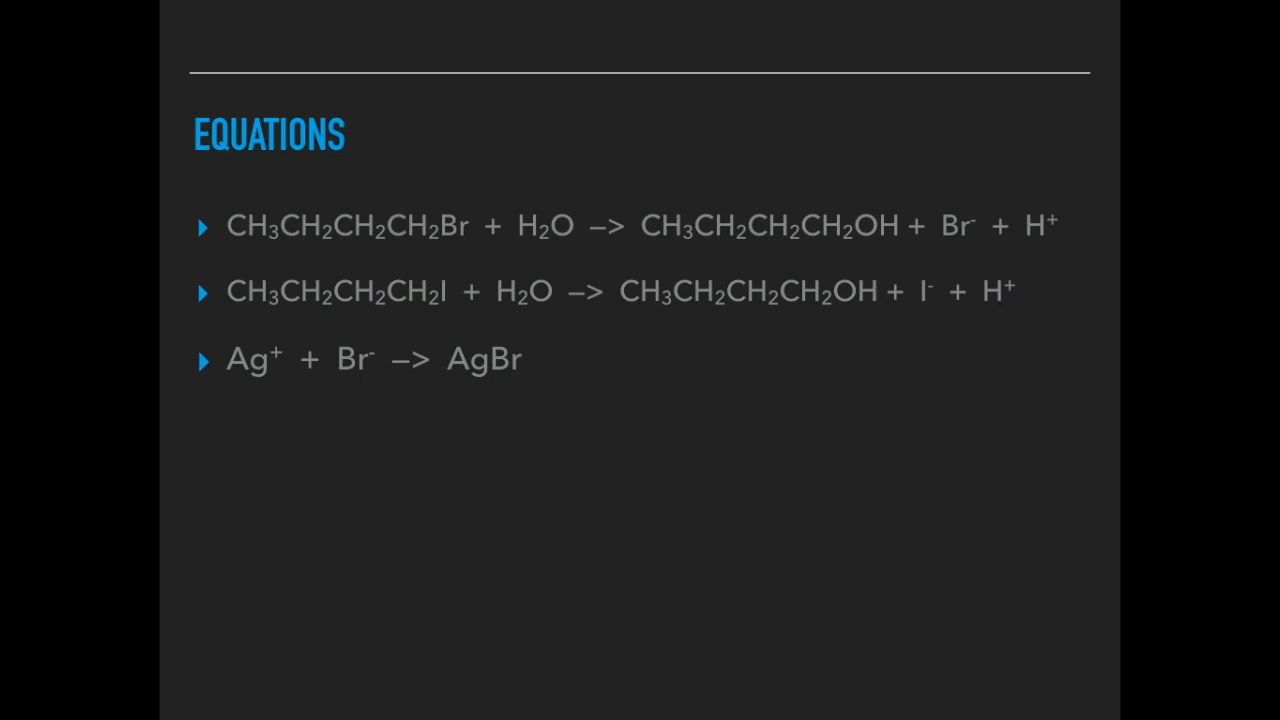 EQUATIONS
CH₃CH₂CH₂CH₂Br + H₂O –> CH₃CH₂CH₂CH₂OH + Br⁻ + H⁺
CH₃CH₂CH₂CH₂I + H₂O –> CH₃CH₂CH₂CH₂OH + I⁻ + H⁺
Ag⁺ + Br⁻ –> AgBr